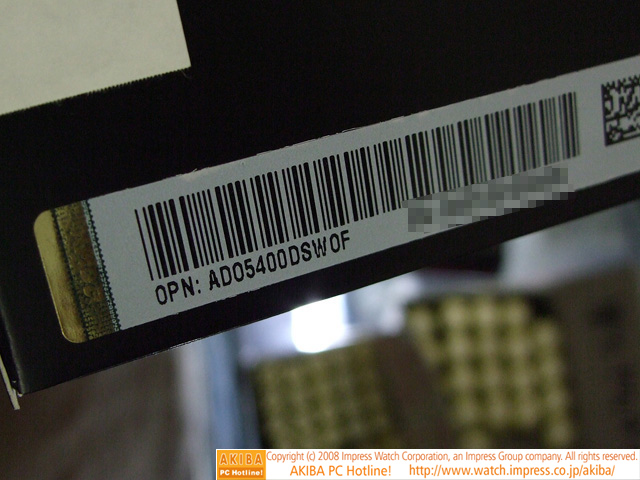 OPN: ADO5400DSWOF
AKIBA
PC Hotline!
Copyright (c) 2008 Impress Watch Corporation, an Impress Group company. All rights reserved.
AKIBA PC Hotline! http://www.watch.impress.co.jp/akiba/